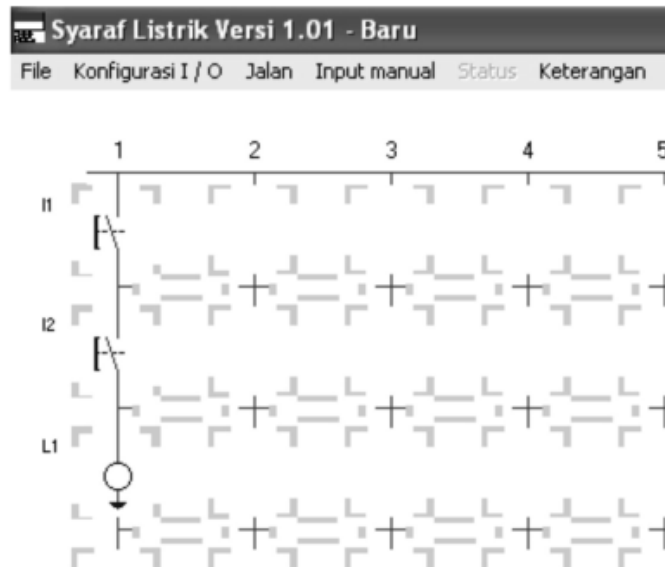 Syaraf Listrik Versi 1.01 - Baru
File Konfigurasi I / O Jalan Input manual Status Keterangan
1 2 3 4 5
I1
I2
L1